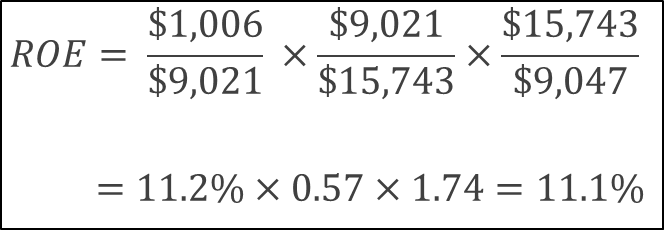 ROE = $1,006/$9,021 × $9,021/$15,743 × $15,743/$9,047
= 11.2% × 0.57 × 1.74 = 11.1%